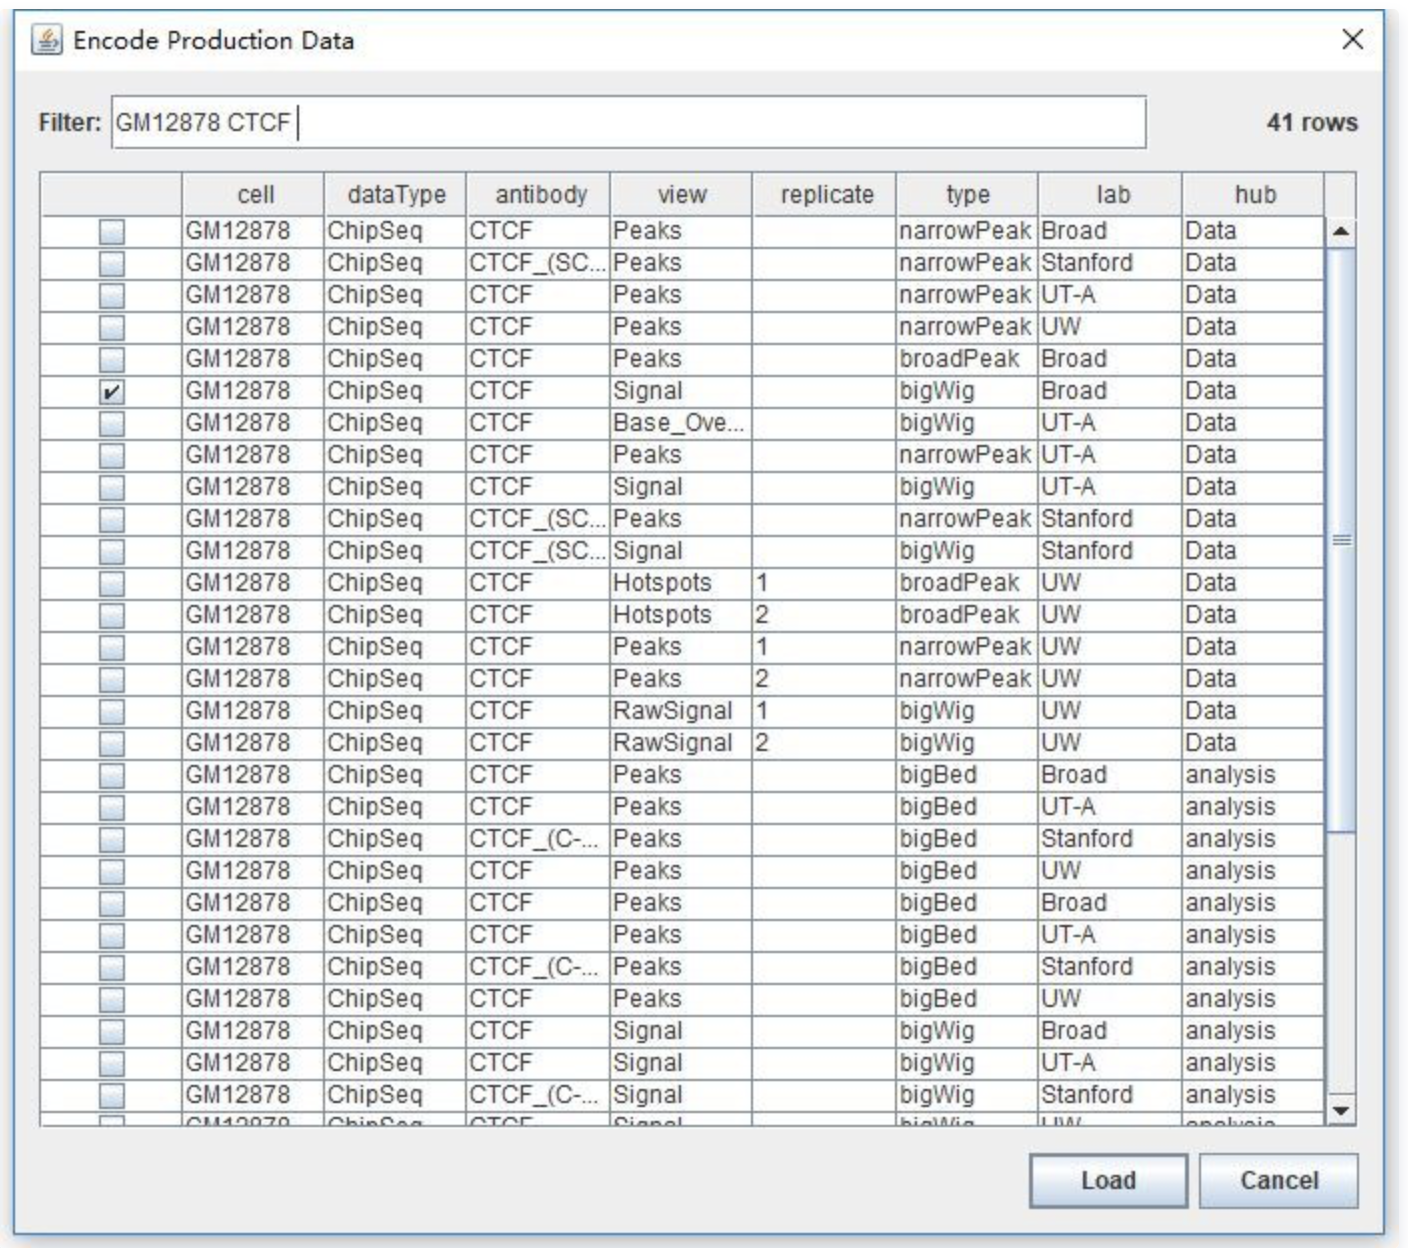 Encode Production Data
Filter: GM12878 CTCF 41 rows
cell dataType antibody view replicate type lab hub
GM12878 ChipSeq CTCF Peaks narrowPeak Broad Data
GM12878 ChipSeq CTCF_(SC... Peaks narrowPeak Stanford Data
GM12878 ChipSeq CTCF Peaks narrowPeak UT-A Data
GM12878 ChipSeq CTCF Peaks narrowPeak UW Data
GM12878 ChipSeq CTCF Peaks broadPeak Broad Data
GM12878 ChipSeq CTCF Signal bigWig Broad Data
GM12878 ChipSeq CTCF Base_Ove... bigWig UT-A Data
GM12878 ChipSeq CTCF Peaks narrowPeak UT-A Data
GM12878 ChipSeq CTCF Signal bigWig UT-A Data
GM12878 ChipSeq CTCF_(SC... Peaks narrowPeak Stanford Data
GM12878 ChipSeq CTCF_(SC... Signal bigWig Stanford Data
GM12878 ChipSeq CTCF Hotspots 1 broadPeak UW Data
GM12878 ChipSeq CTCF Hotspots 2 broadPeak UW Data
GM12878 ChipSeq CTCF Peaks 1 narrowPeak UW Data
GM12878 ChipSeq CTCF Peaks 2 narrowPeak UW Data
GM12878 ChipSeq CTCF RawSignal 1 bigWig UW Data
GM12878 ChipSeq CTCF RawSignal 2 bigWig UW Data
GM12878 ChipSeq CTCF Peaks bigBed Broad analysis
GM12878 ChipSeq CTCF Peaks bigBed UT-A analysis
GM12878 ChipSeq CTCF_(C-... Peaks bigBed Stanford analysis
GM12878 ChipSeq CTCF Peaks bigBed UW analysis
GM12878 ChipSeq CTCF Peaks bigBed Broad analysis
GM12878 ChipSeq CTCF Peaks bigBed UT-A analysis
GM12878 ChipSeq CTCF_(C-... Peaks bigBed Stanford analysis
GM12878 ChipSeq CTCF Peaks bigBed UW analysis
GM12878 ChipSeq CTCF Signal bigWig Broad analysis
GM12878 ChipSeq CTCF Signal bigWig UT-A analysis
GM12878 ChipSeq CTCF_(C-... Signal bigWig Stanford analysis
GM12878 ChipSeq CTCF Signal bigWig UW analysis
Load Cancel